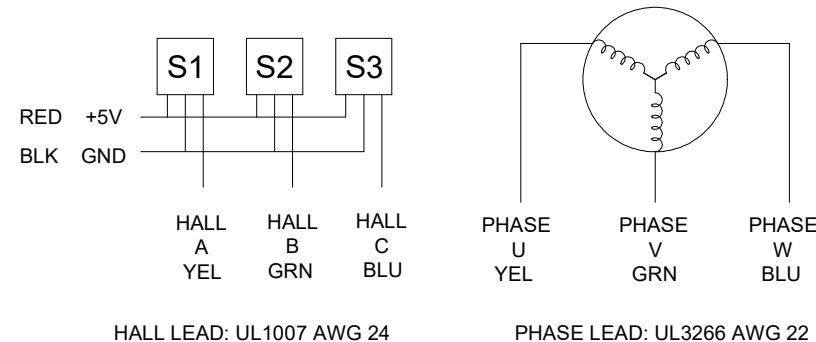 S1 S2 S3
RED +5V
BLK GND
HALL HALL HALL
A B C
YEL GRN BLU
PHASE PHASE PHASE
U V W
YEL GRN BLU
HALL LEAD: UL1007 AWG 24
PHASE LEAD: UL3266 AWG 22